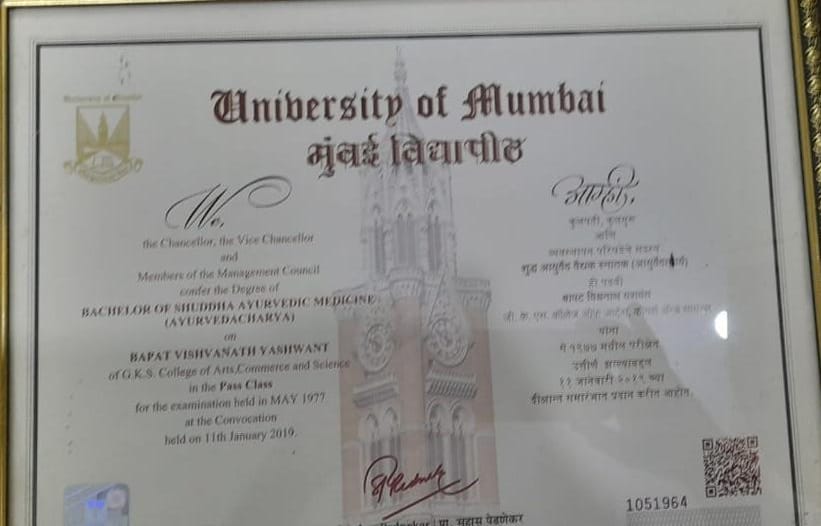 University of Mumbai
University of Mumbai
मुंबई विद्यापीठ
We,
the Chancellor, the Vice Chancellor
and
Members of the Management Council
confer the Degree of
BACHELOR OF SHUDDHA AYURVEDIC MEDICINE
(AYURVEDACHARYA)
on
BAPAT VISHVANATH YASHWANT
of G.K.S. College of Arts,Commerce and Science
in the Pass Class
for the examination held in MAY 1977
at the Convocation
held on 11th January 2019.
आम्ही,
कुलपती, कुलगुरू
आणि
व्यवस्थापन परिषदेचे सदस्य
शुद्ध आयुर्वेद वैद्यक स्नातक (आयुर्वेदाचार्य)
ही पदवी
बापट विश्वनाथ यशवंत
जी. के. एस. कॉलेज ऑफ आर्ट्स, कॉमर्स ॲन्ड सायन्स
यांना
मे १९७७ मधील परीक्षेत
उत्तीर्ण झाल्याबद्दल
११ जानेवारी २०१९ च्या
दीक्षान्त समारंभात प्रदान करीत आहोत.
प्रा. सुहास पेडणेकर
1051964